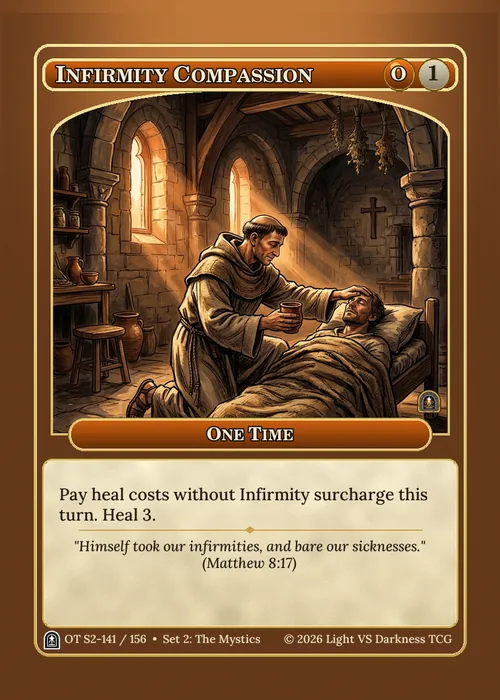 INFIRMITY COMPASSION O 1
ONE TIME
Pay heal costs without Infirmity surcharge this
turn. Heal 3.
"Himself took our infirmities, and bare our sicknesses."
(Matthew 8:17)
OT S2-141 / 156 • Set 2: The Mystics © 2026 Light VS Darkness TCG